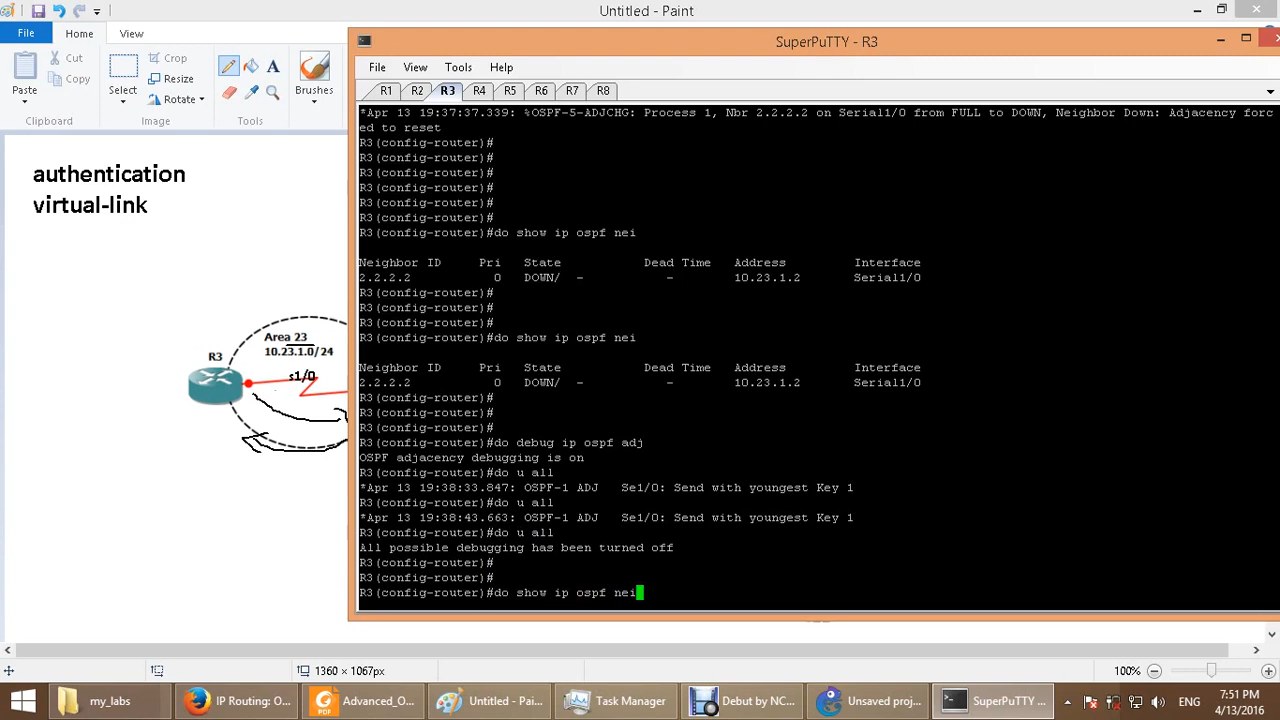 Untitled - Paint
File
Home
View
Paste
Cut
Copy
Clipboard
Select
Crop
Resize
Rotate
Image
Tools
Brushes
authentication
virtual-link
Area 23
10.23.1.0/24
R3
s1/0
SuperPuTTY - R3
File View Tools Help
R1 R2 R3 R4 R5 R6 R7 R8
*Apr 13 19:37:37.339: %OSPF-5-ADJCHG: Process 1, Nbr 2.2.2.2 on Serial1/0 from FULL to DOWN, Neighbor Down: Adjacency forc
ed to reset
R3(config-router)#
R3(config-router)#
R3(config-router)#
R3(config-router)#
R3(config-router)#
R3(config-router)#
R3(config-router)#do show ip ospf nei
Neighbor ID Pri State Dead Time Address Interface
2.2.2.2 0 DOWN/ - - 10.23.1.2 Serial1/0
R3(config-router)#
R3(config-router)#
R3(config-router)#
R3(config-router)#do show ip ospf nei
Neighbor ID Pri State Dead Time Address Interface
2.2.2.2 0 DOWN/ - - 10.23.1.2 Serial1/0
R3(config-router)#
R3(config-router)#
R3(config-router)#
R3(config-router)#do debug ip ospf adj
OSPF adjacency debugging is on
R3(config-router)#do u all
*Apr 13 19:38:33.847: OSPF-1 ADJ Se1/0: Send with youngest Key 1
R3(config-router)#do u all
*Apr 13 19:38:43.663: OSPF-1 ADJ Se1/0: Send with youngest Key 1
R3(config-router)#do u all
All possible debugging has been turned off
R3(config-router)#
R3(config-router)#
R3(config-router)#do show ip ospf nei
1360 × 1067px
100%
my_labs
IP Routing: O...
Advanced_O...
Untitled - Pai...
Task Manager
Debut by NC...
Unsaved proj...
SuperPuTTY ...
ENG
7:51 PM
4/13/2016